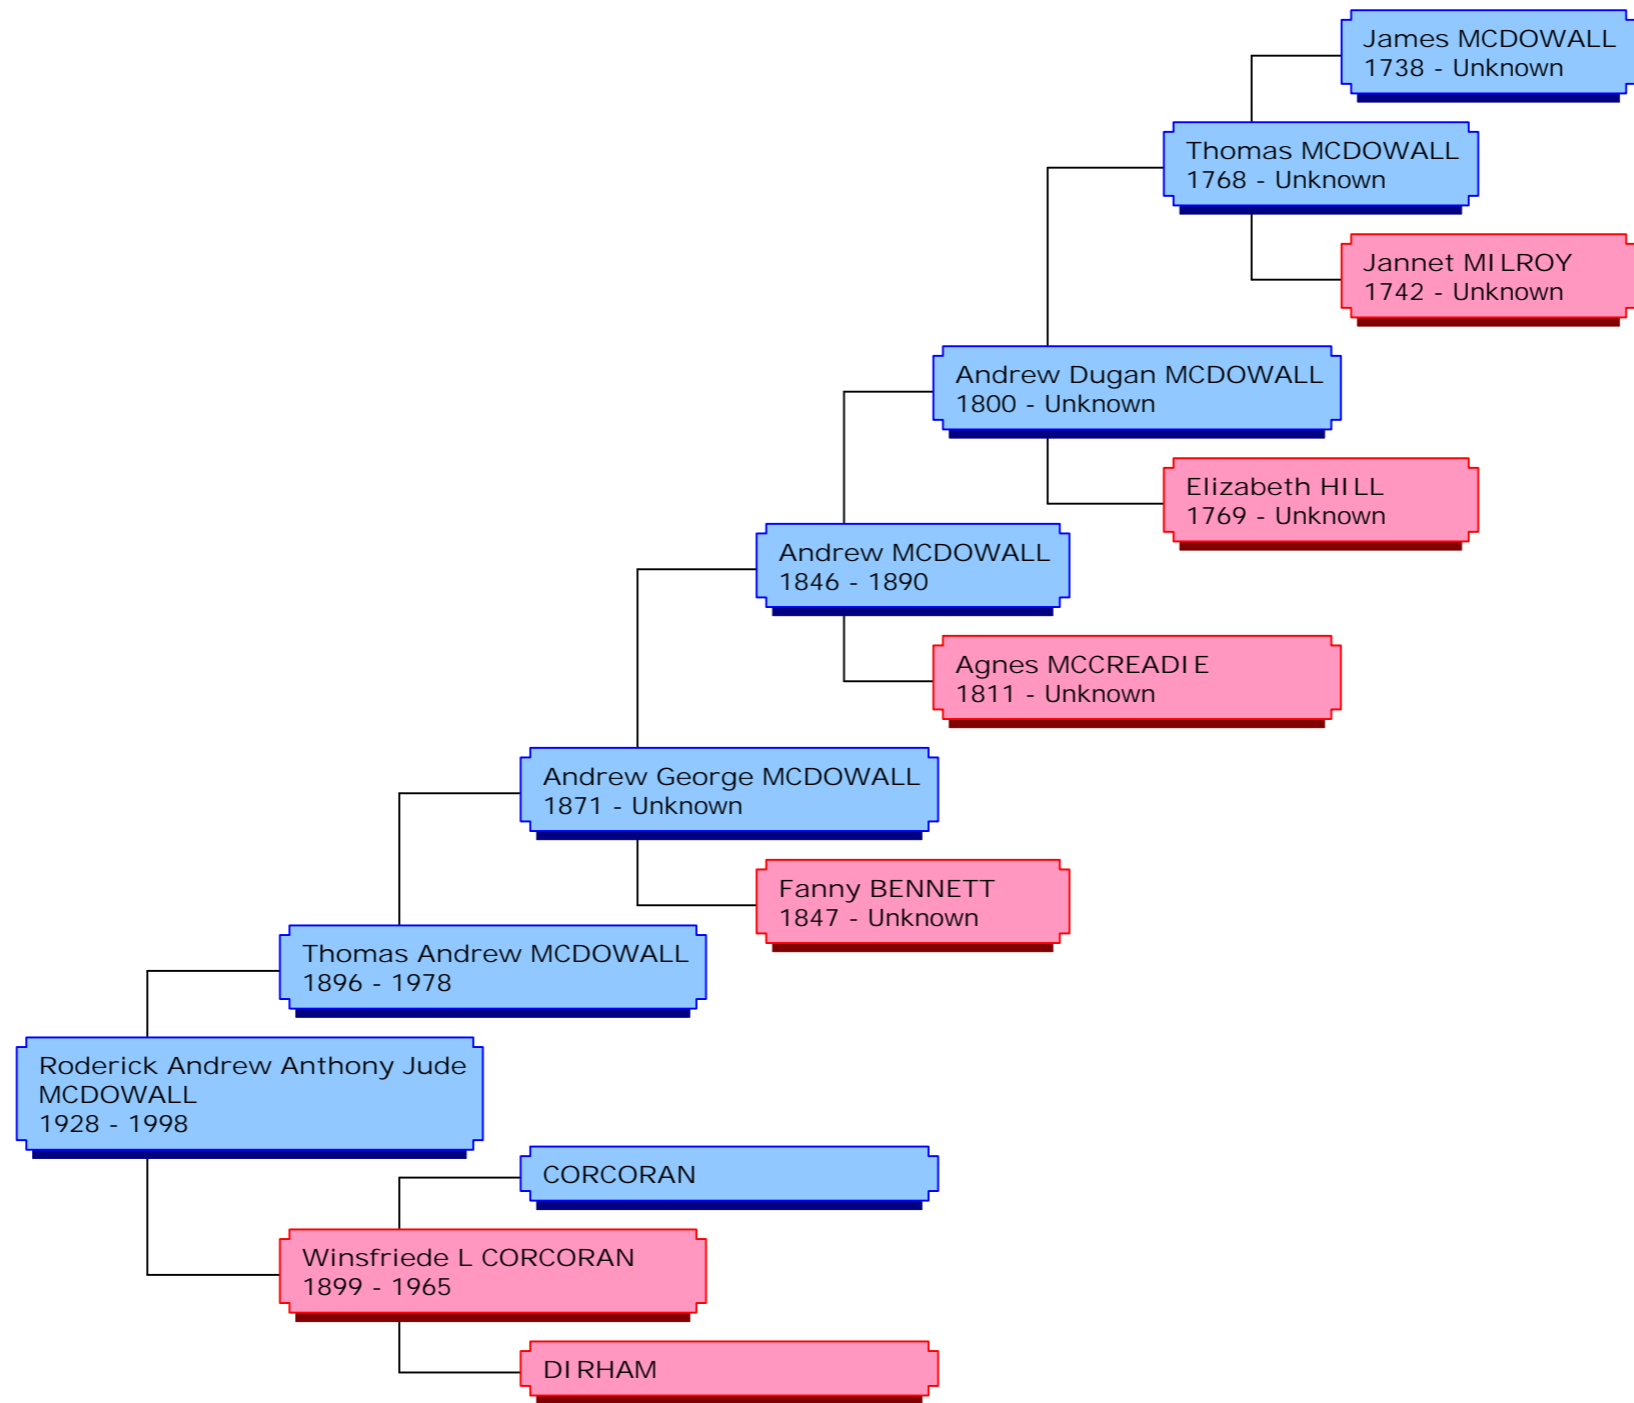 James MCDOWALL
1738 - Unknown
Thomas MCDOWALL
1768 - Unknown
Jannet MILROY
1742 - Unknown
Andrew Dugan MCDOWALL
1800 - Unknown
Elizabeth HILL
1769 - Unknown
Andrew MCDOWALL
1846 - 1890
Agnes MCCREADIE
1811 - Unknown
Andrew George MCDOWALL
1871 - Unknown
Fanny BENNETT
1847 - Unknown
Thomas Andrew MCDOWALL
1896 - 1978
Roderick Andrew Anthony Jude
MCDOWALL
1928 - 1998
CORCORAN
Winsfriede L CORCORAN
1899 - 1965
DIRHAM